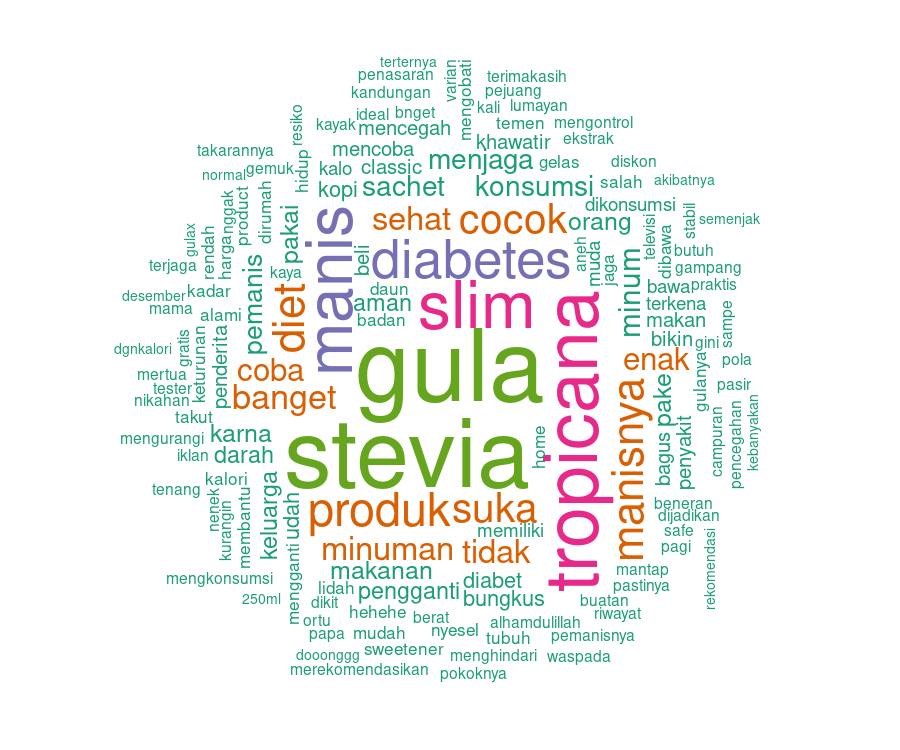 terternya
penasaran
varian
mengobati
terimakasih
kandungan
pejuang
resiko
ideal
bnget
kali
lumayan
kayak
mencegah
temen
mengontrol
takarannya
hidup
mencoba
khawatir
ekstrak
normal
gemuk
kalo
classic
menjaga
gelas
diskon
kopi
sachet
konsumsi
salah
akibatnya
nggak
product
dirumah
pakai
manis
sehat
cocok
orang
dikonsumsi
televisi
stabil
semenjak
gulax
rendah
harga
beli
diabetes
aneh
muda
jaga
dibawa
butuh
terjaga
pemanis
kaya
minum
gampang
desember
kadar
diet
daun
slim
tropicana
bawa
praktis
mama
alami
aman
terkena
dgnkalori
gratis
keturunan
penderita
badan
makan
sampe
mertua
coba
gula
bikin
gini
tester
enak
gulanya
pola
nikahan
banget
manisnya
pake
pasir
takut
karna
stevia
home
bagus
penyakit
campuran
pencegahan
kebanyakan
mengurangi
iklan
darah
tenang
kalori
keluarga
udah
produk
suka
beneran
nenek
kurangin
membantu
memiliki
dijadikan
safe
mengganti
minuman
tidak
pagi
rekomendasi
mengkonsumsi
makanan
diabet
mantap
250ml
lidah
pengganti
bungkus
pastinya
dikit
buatan
ortu
hehehe
berat
alhamdulillah
riwayat
papa
mudah
nyesel
tubuh
pemanisnya
dooonggg
sweetener
menghindari
waspada
merekomendasikan
pokoknya